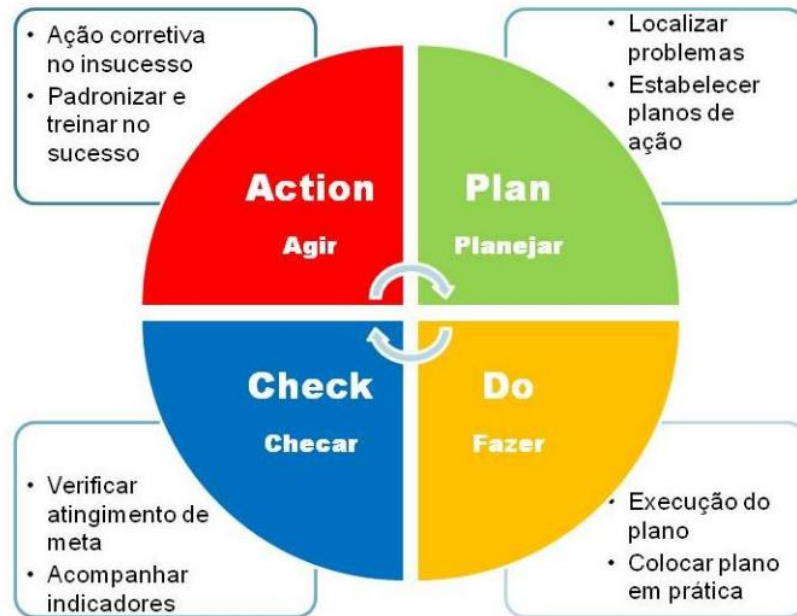 • Ação corretiva
no insucesso
• Padronizar e
treinar no
sucesso
• Localizar
problemas
• Estabelecer
planos de
ação
Action
Agir
Plan
Planejar
Check
Checar
Do
Fazer
• Verificar
atingimento de
meta
• Acompanhar
indicadores
• Execução do
plano
• Colocar plano
em prática